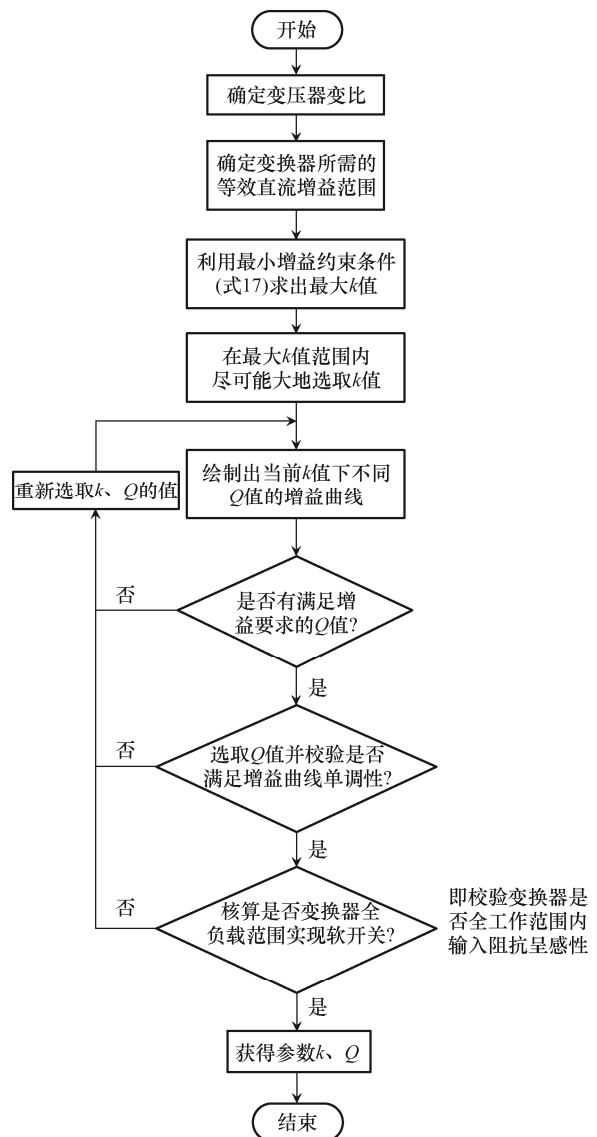 开始
确定变压器变比
确定变换器所需的
等效直流增益范围
利用最小增益约束条件
(式17)求出最大k值
在最大k值范围内
尽可能大地选取k值
重新选取k、Q的值
绘制出当前k值下不同
Q值的增益曲线
否
是否有满足增
益要求的Q值?
是
否
选取Q值并校验是否
满足增益曲线单调性?
是
否
核算是否变换器全
负载范围实现软开关?
即校验变换器是
否全工作范围内
输入阻抗呈感性
是
获得参数k、Q
结束